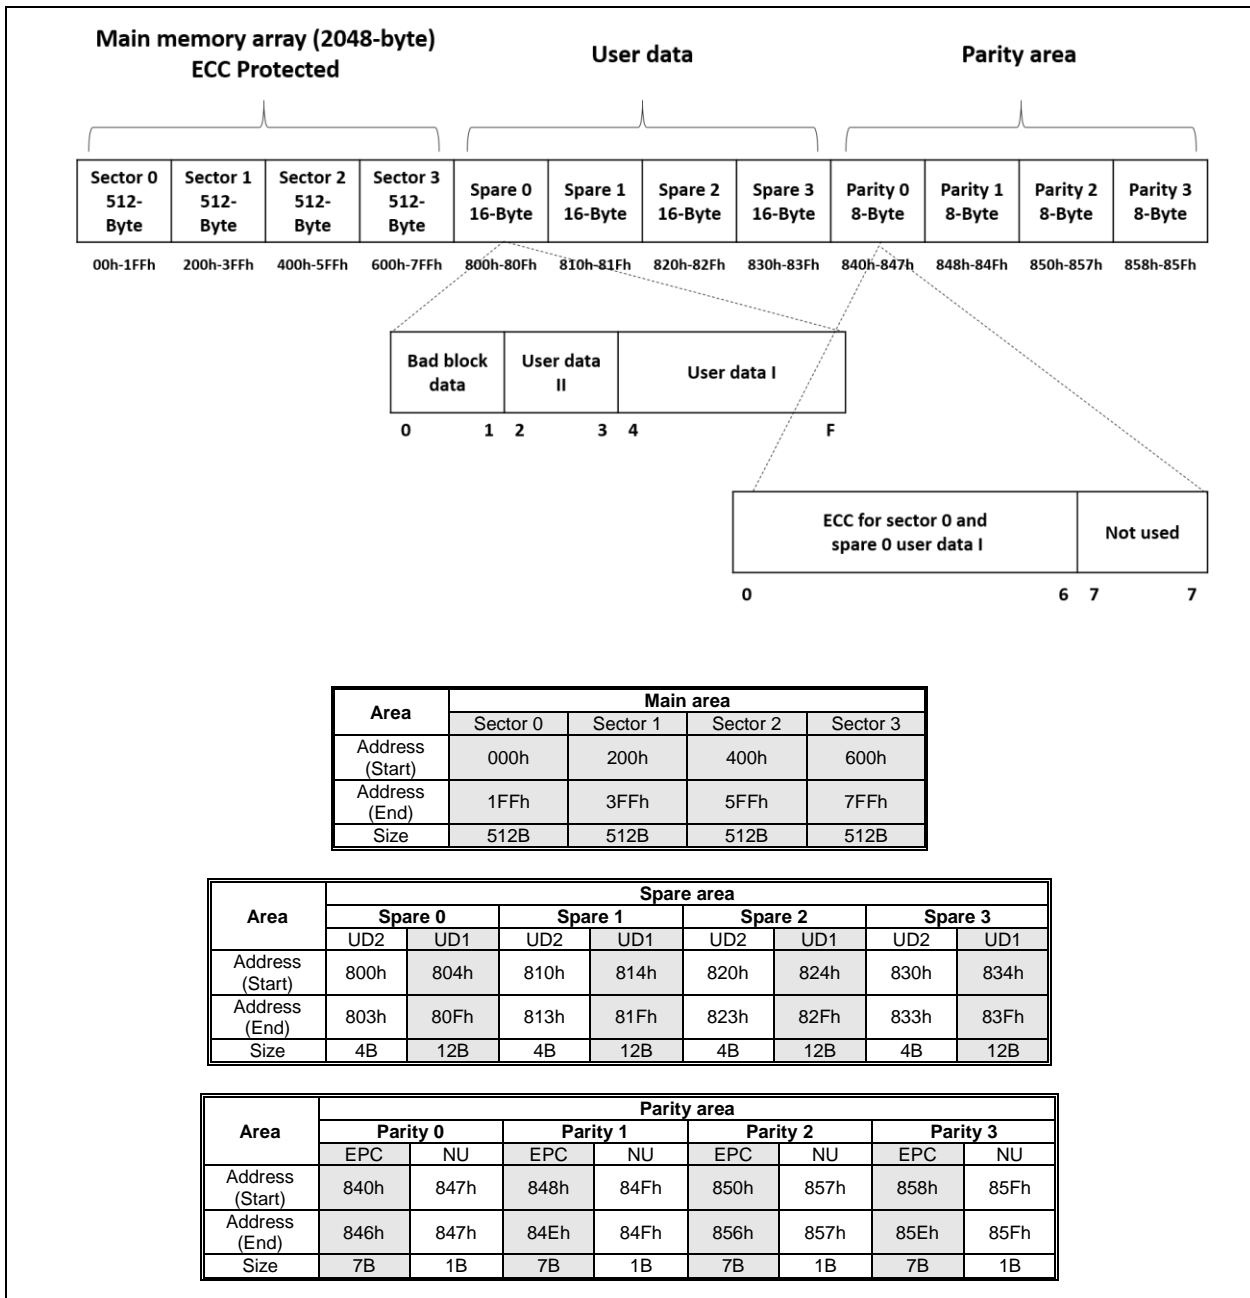 Main memory array (2048-byte)
ECC Protected
User data
Parity area
Sector 0
512-
Byte
Sector 1
512-
Byte
Sector 2
512-
Byte
Sector 3
512-
Byte
Spare 0
16-Byte
Spare 1
16-Byte
Spare 2
16-Byte
Spare 3
16-Byte
Parity 0
8-Byte
Parity 1
8-Byte
Parity 2
8-Byte
Parity 3
8-Byte
00h-1FFh 200h-3FFh 400h-5FFh 600h-7FFh 800h-80Fh 810h-81Fh 820h-82Fh 830h-83Fh 840h-847h 848h-84Fh 850h-857h 858h-85Fh
Bad block
data
User data
II
User data I
0 1 2 3 4 F
ECC for sector 0 and
spare 0 user data I
Not used
0 6 7 7
Area Main area
Sector 0 Sector 1 Sector 2 Sector 3
Address
(Start) 000h 200h 400h 600h
Address
(End) 1FFh 3FFh 5FFh 7FFh
Size 512B 512B 512B 512B
Area Spare area
Spare 0 Spare 1 Spare 2 Spare 3
UD2 UD1 UD2 UD1 UD2 UD1 UD2 UD1
Address
(Start) 800h 804h 810h 814h 820h 824h 830h 834h
Address
(End) 803h 80Fh 813h 81Fh 823h 82Fh 833h 83Fh
Size 4B 12B 4B 12B 4B 12B 4B 12B
Area Parity area
Parity 0 Parity 1 Parity 2 Parity 3
EPC NU EPC NU EPC NU EPC NU
Address
(Start) 840h 847h 848h 84Fh 850h 857h 858h 85Fh
Address
(End) 846h 847h 84Eh 84Fh 856h 857h 85Eh 85Fh
Size 7B 1B 7B 1B 7B 1B 7B 1B